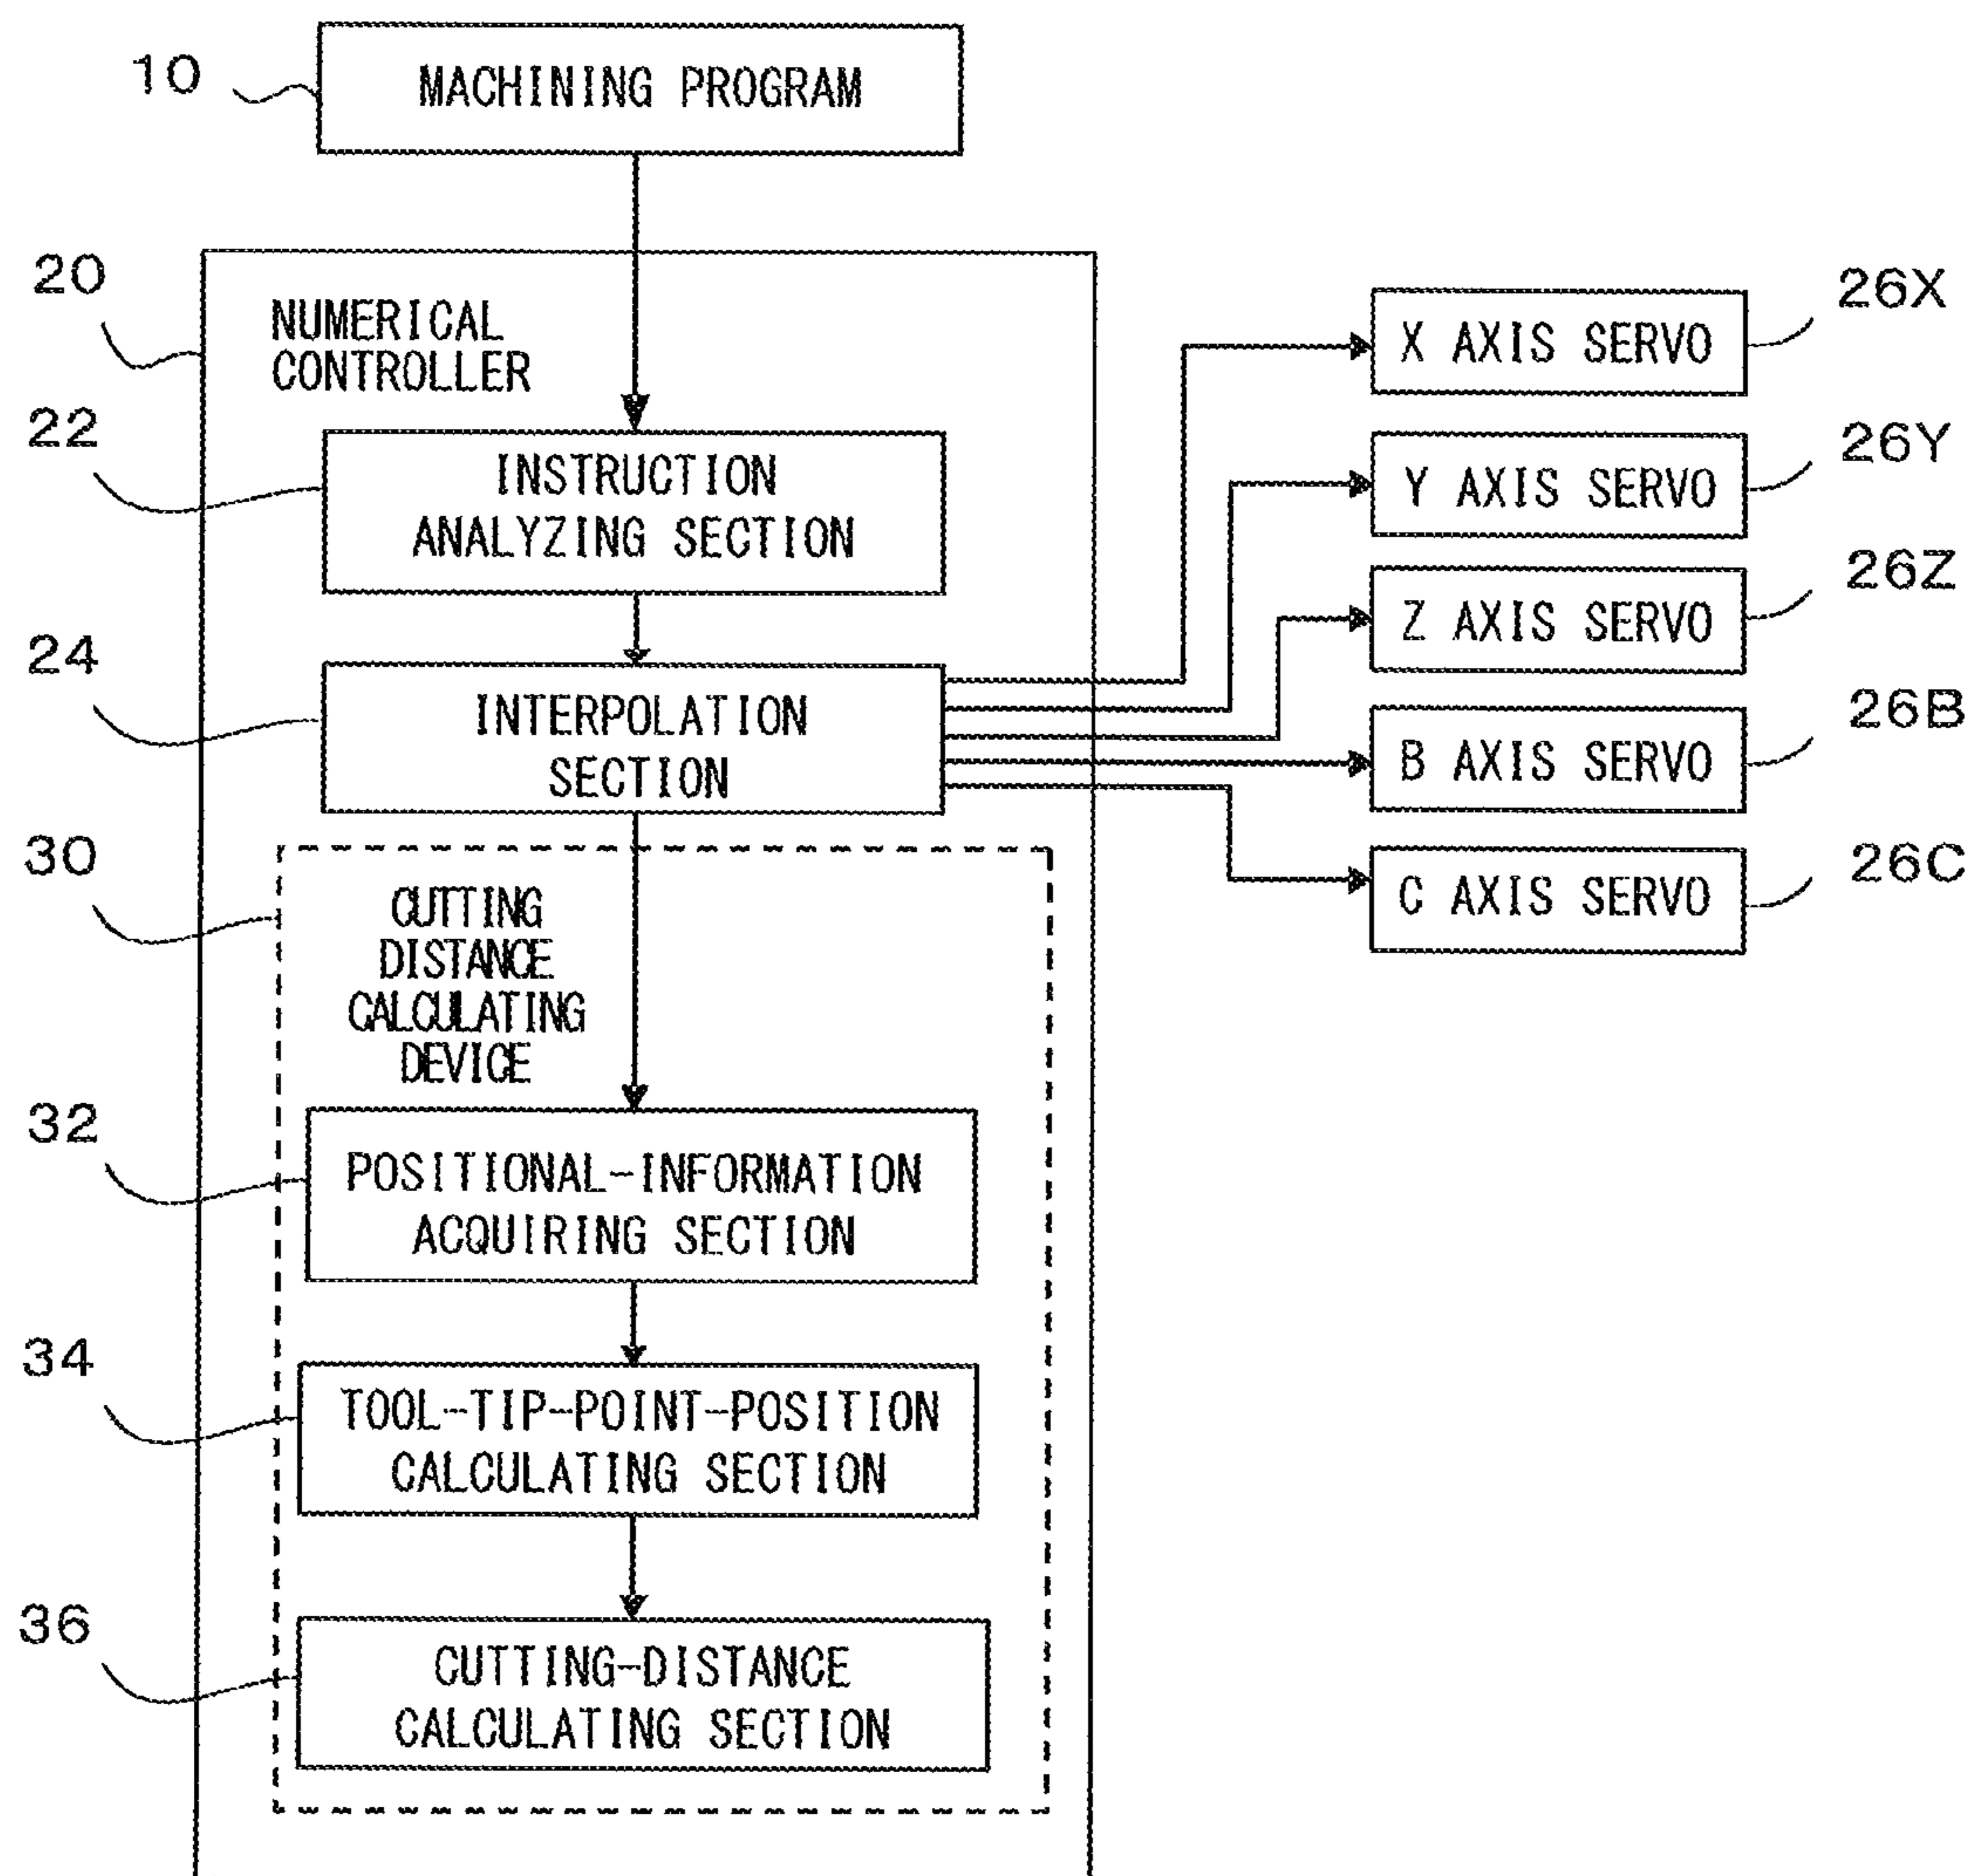 10
MACHINING PROGRAM
20
NUMERICAL
CONTROLLER
22
INSTRUCTION
ANALYZING SECTION
24
INTERPOLATION
SECTION
X AXIS SERVO
26X
Y AXIS SERVO
26Y
Z AXIS SERVO
26Z
B AXIS SERVO
26B
C AXIS SERVO
26C
30
CUTTING
DISTANCE
CALCULATING
DEVICE
32
POSITIONAL-INFORMATION
ACQUIRING SECTION
34
TOOL-TIP-POINT-POSITION
CALCULATING SECTION
36
CUTTING-DISTANCE
CALCULATING SECTION